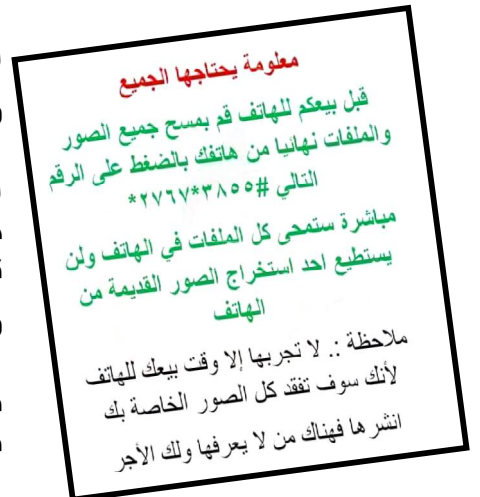 معلومة يحتاجها الجميع
قبل بيعكم للهاتف قم بمسح جميع الصور
والملفات نهائيا من هاتفك بالضغط على الرقم
التالي #٣٨٥٥*٢٧٦٧*
مباشرة ستمحى كل الملفات في الهاتف ولن
يستطيع احد استخراج الصور القديمة من
الهاتف
ملاحظة :. لا تجربها إلا وقت بيعك للهاتف
لأنك سوف تفقد كل الصور الخاصة بك
انشرها فهناك من لا يعرفها ولك الأجر